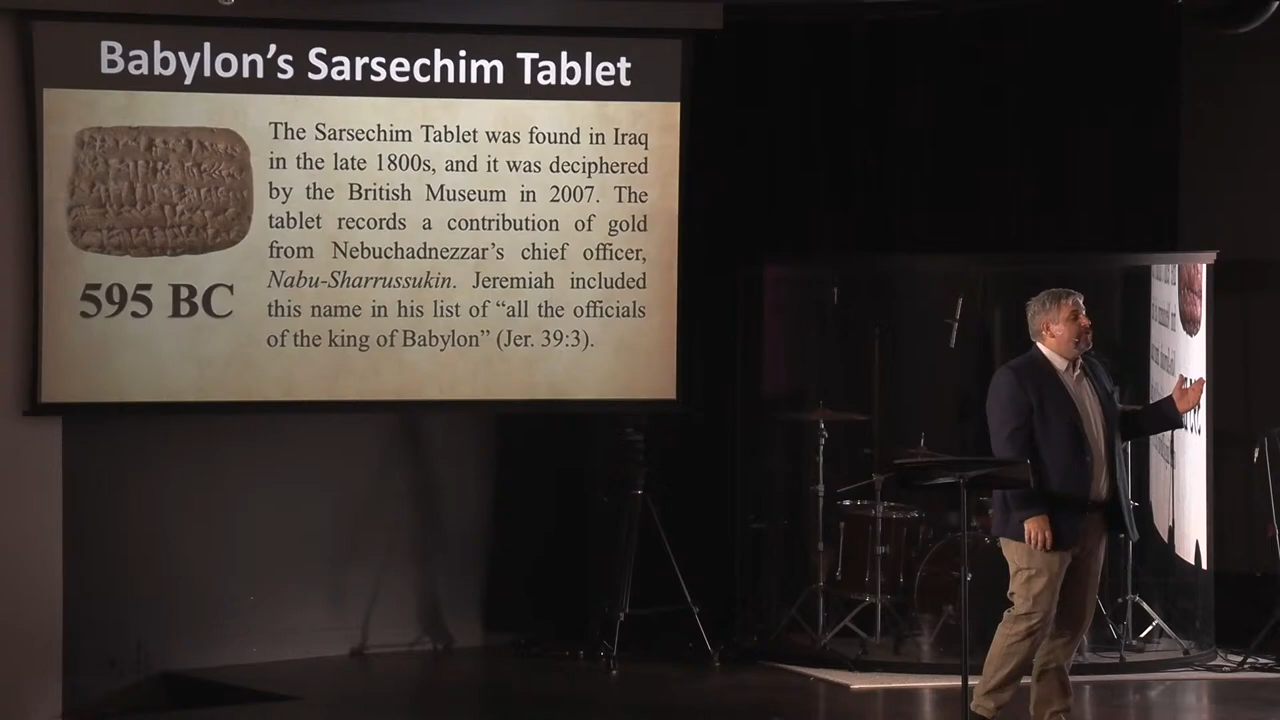 Babylon's Sarsechim Tablet
The Sarsechim Tablet was found in Iraq
in the late 1800s, and it was deciphered
by the British Museum in 2007. The
tablet records a contribution of gold
from Nebuchadnezzar's chief officer,
Nabu-Sharrussukin. Jeremiah included
this name in his list of “all the officials
of the king of Babylon” (Jer. 39:3).
595 BC